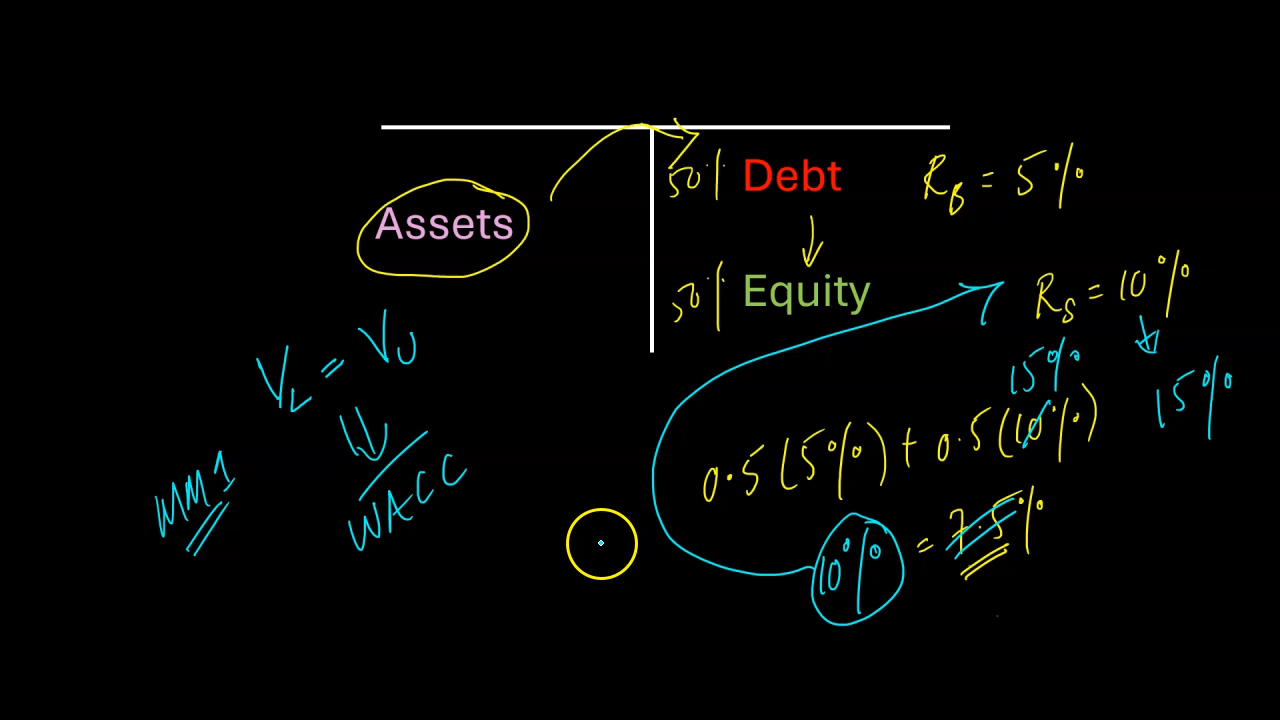 50% Debt R_B = 5%
Assets
50% Equity R_S = 10%
15%
V_L = V_U
15%
0.5(5%) + 0.5(10%)
WACC
MM1
= 7.5%
10%